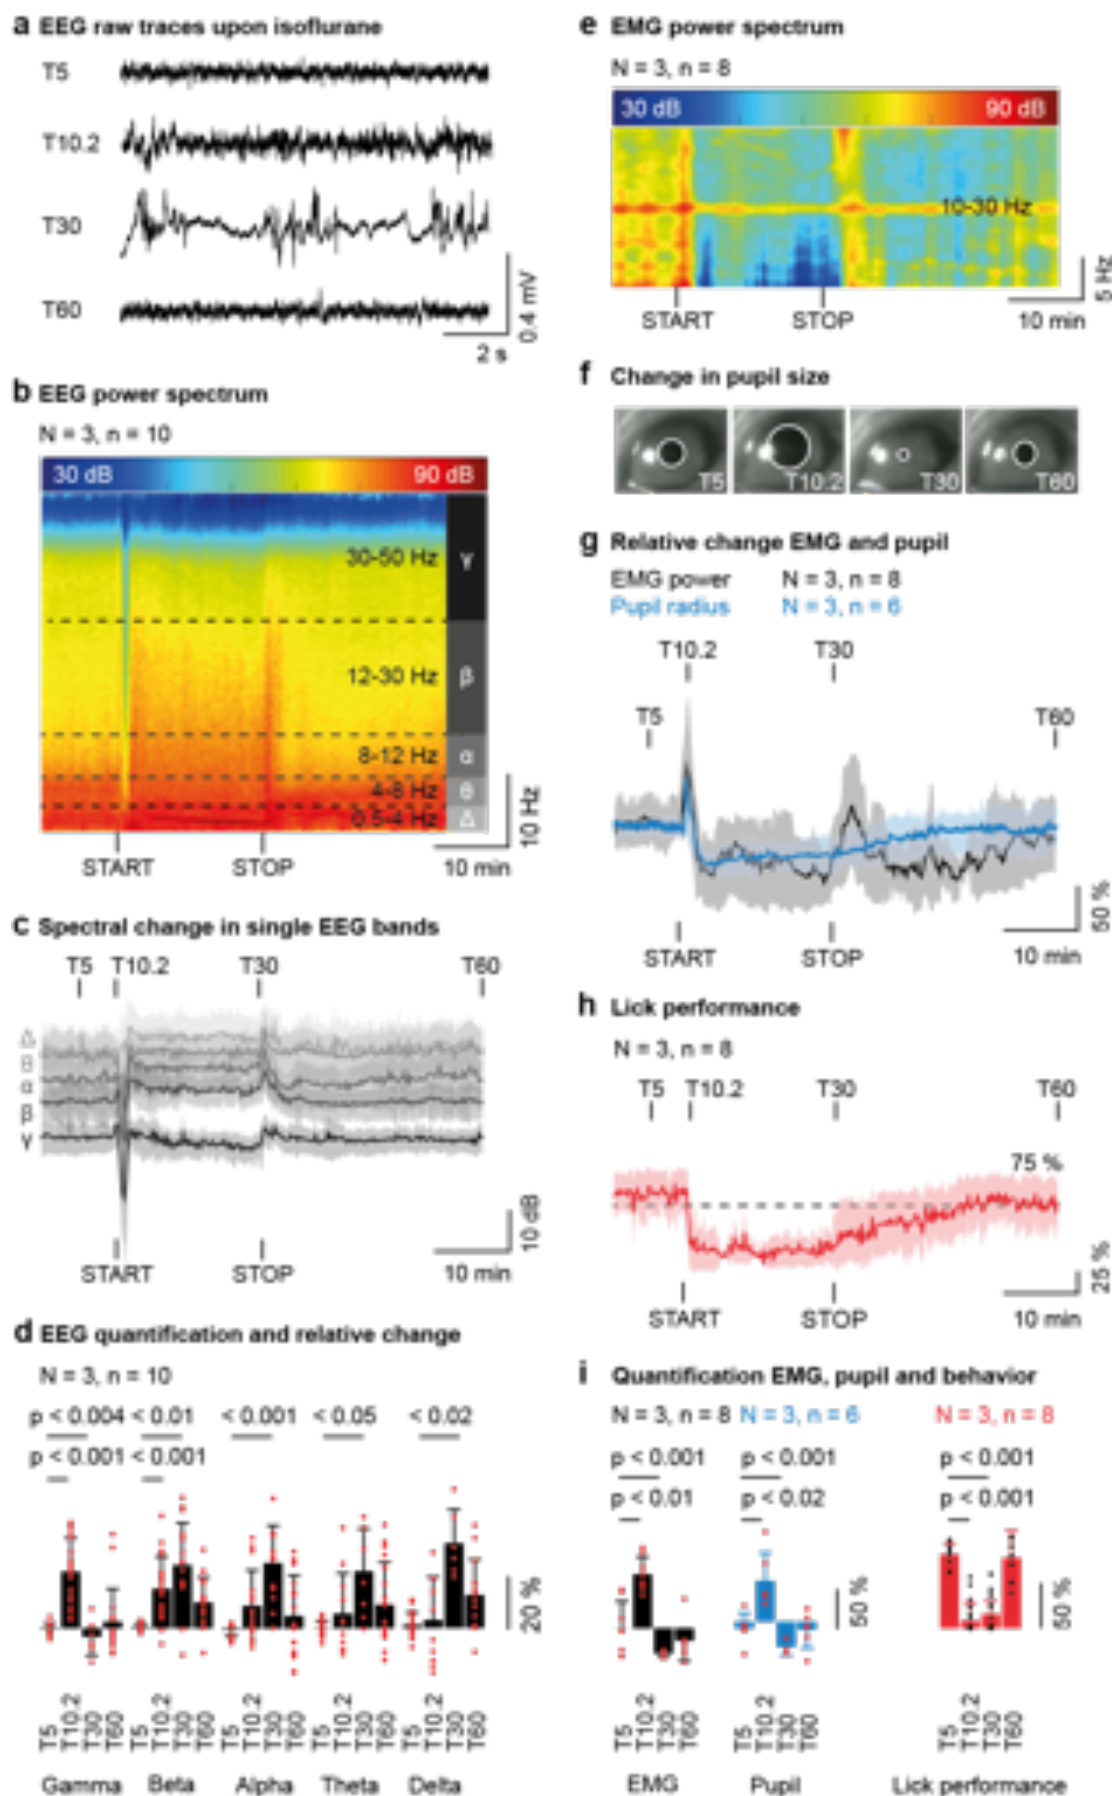 a EEG raw traces upon isoflurane
T5
T10.2
T30
T60
0.4 mV
2 s
b EEG power spectrum
N = 3, n = 10
30 dB 90 dB
30-50 Hz γ
12-30 Hz β
8-12 Hz α
4-8 Hz θ
0.5-4 Hz Δ
10 Hz
START STOP 10 min
c Spectral change in single EEG bands
T5 T10.2 T30 T60
Δ
θ
α
β
γ
10 dB
START STOP 10 min
d EEG quantification and relative change
N = 3, n = 10
p < 0.004 < 0.01 < 0.001 < 0.05 < 0.02
p < 0.001 < 0.001
20 %
T5 T10.2 T30 T60 T5 T10.2 T30 T60 T5 T10.2 T30 T60 T5 T10.2 T30 T60 T5 T10.2 T30 T60
Gamma Beta Alpha Theta Delta
e EMG power spectrum
N = 3, n = 8
30 dB 90 dB
10-30 Hz
5 Hz
START STOP 10 min
f Change in pupil size
T5 T10.2 T30 T60
g Relative change EMG and pupil
EMG power N = 3, n = 8
Pupil radius N = 3, n = 6
T10.2 T30
T5 T60
50 %
START STOP 10 min
h Lick performance
N = 3, n = 8
T5 T10.2 T30 T60
75 %
25 %
START STOP 10 min
i Quantification EMG, pupil and behavior
N = 3, n = 8 N = 3, n = 6 N = 3, n = 8
p < 0.001 p < 0.001 p < 0.001
p < 0.01 p < 0.02 p < 0.001
50 % 50 % 50 %
T5 T10.2 T30 T60 T5 T10.2 T30 T60 T5 T10.2 T30 T60
EMG Pupil Lick performance